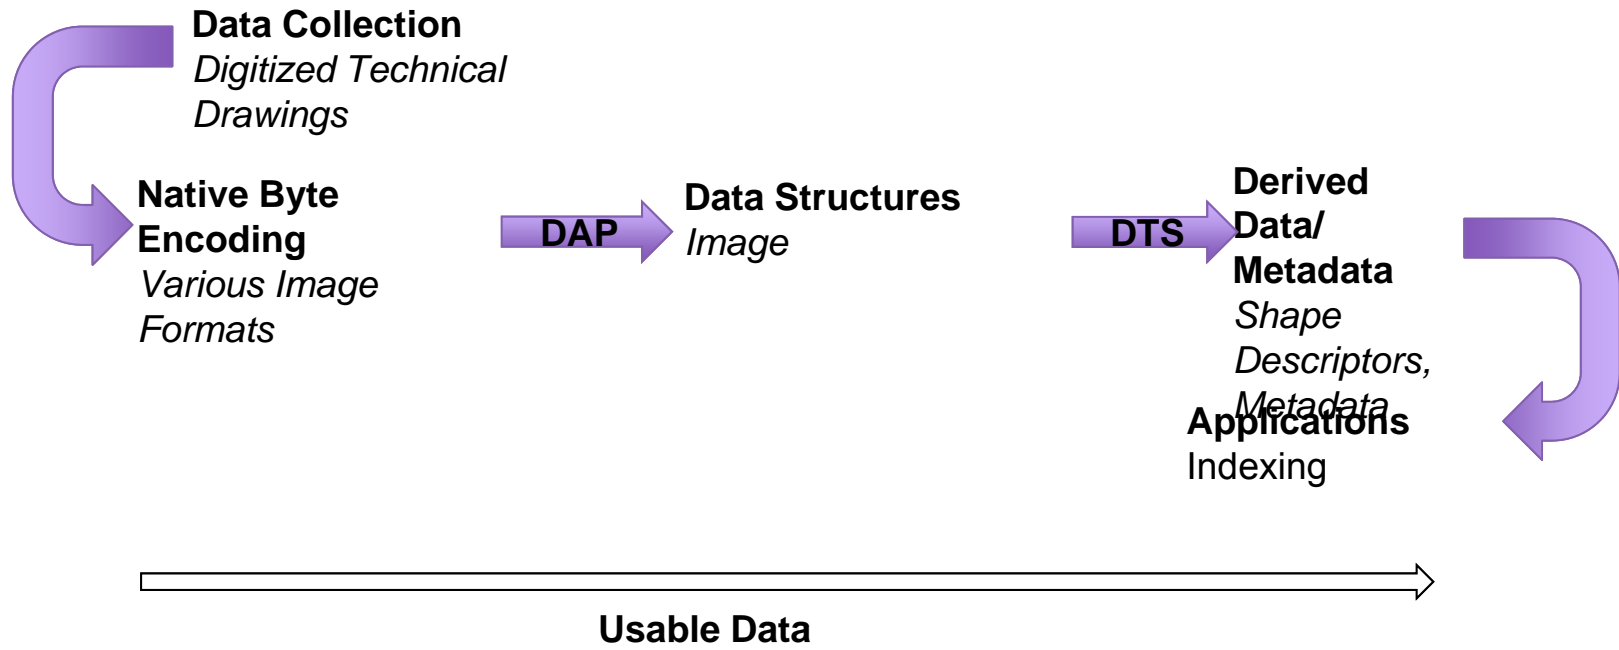 Data Collection
Digitized Technical
Drawings
Native Byte
Encoding
Various Image
Formats
DAP
Data Structures
Image
DTS
Derived
Data/
Metadata
Shape
Descriptors,
Metadata
Applications
Indexing
Usable Data